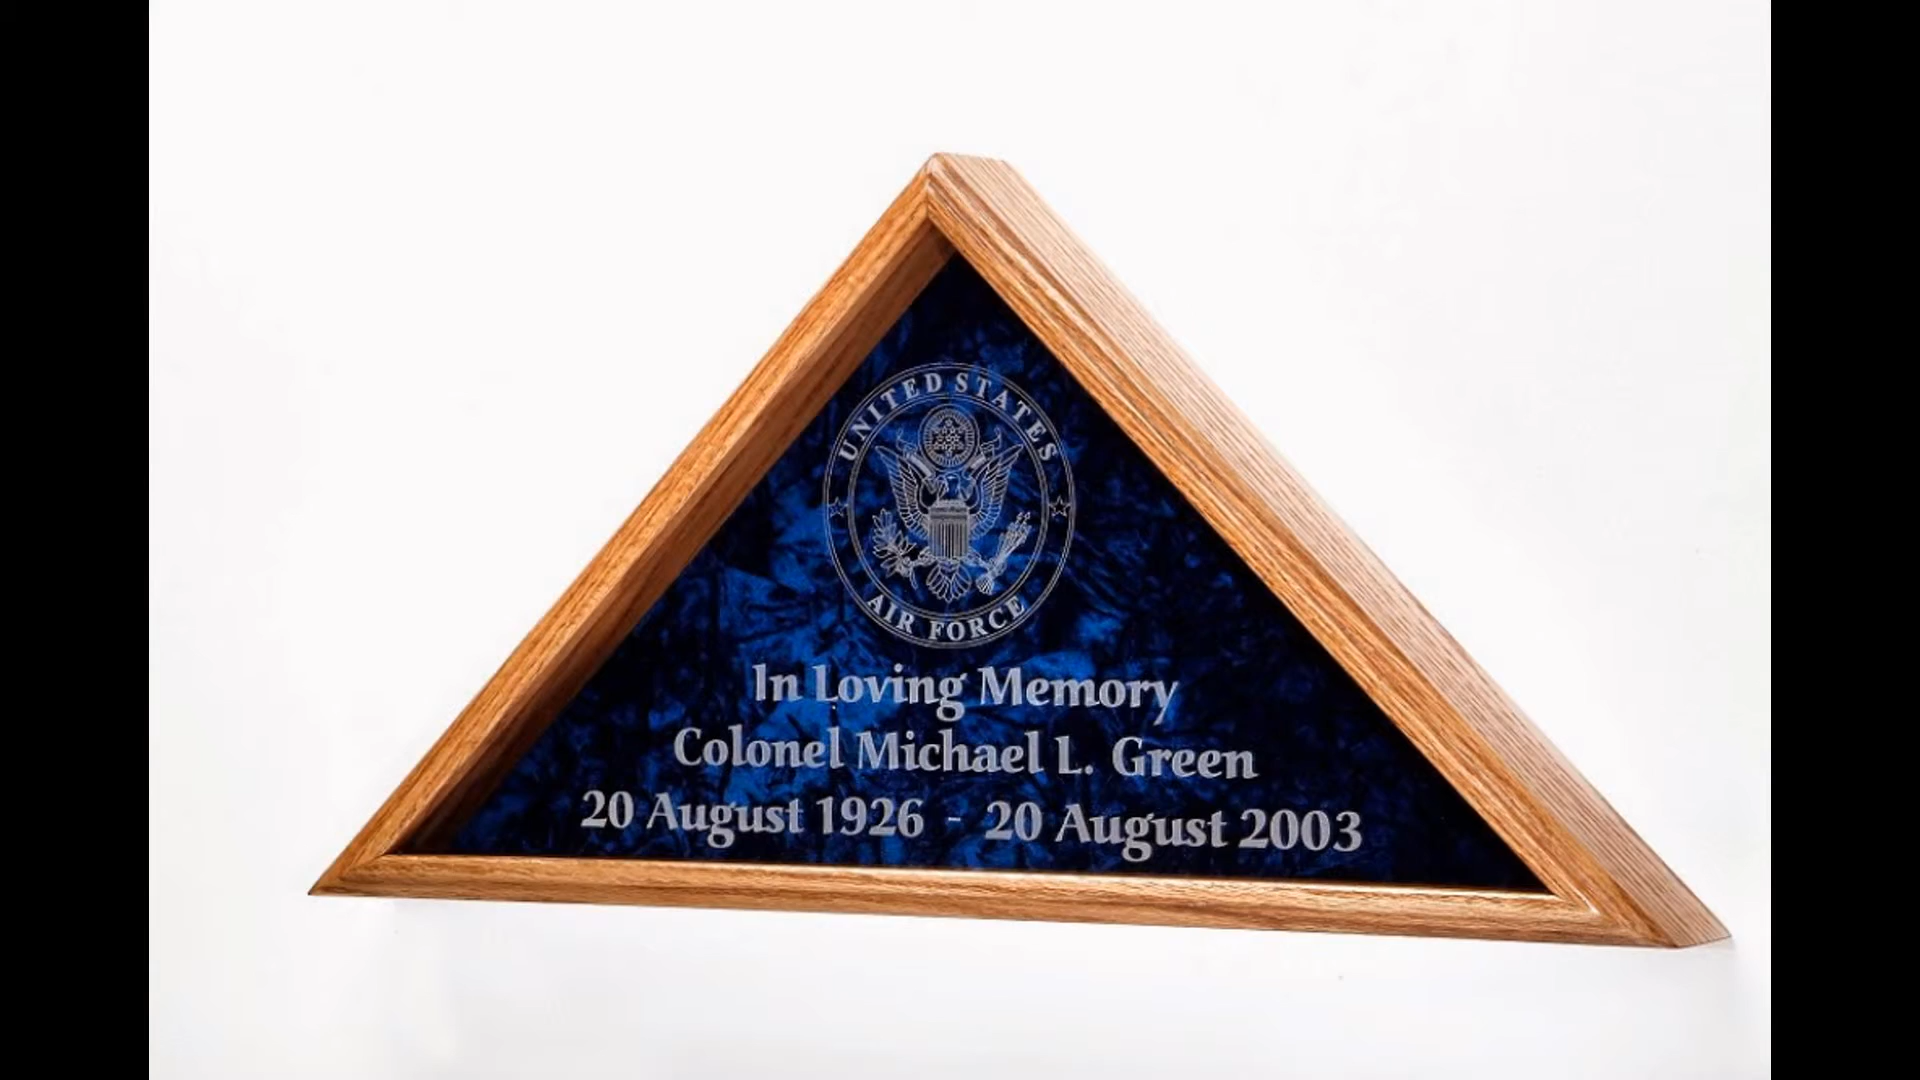 UNITED STATES
AIR FORCE
In Loving Memory
Colonel Michael L. Green
20 August 1926 - 20 August 2003